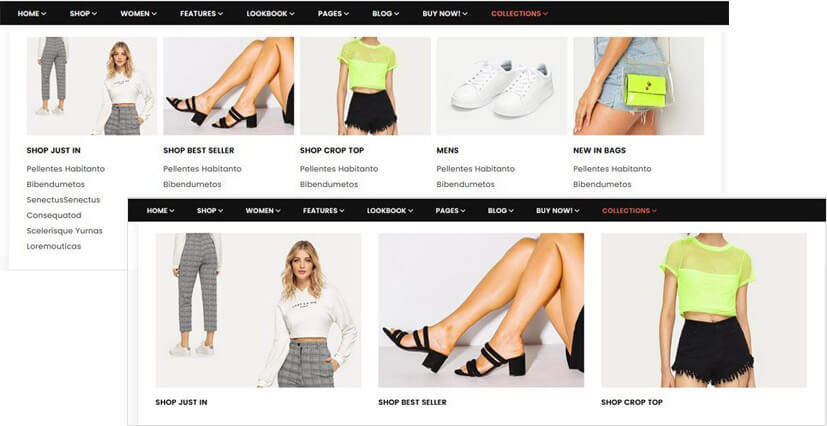 HOME SHOP WOMEN FEATURES LOOKBOOK PAGES BLOG BUY NOW! COLLECTIONS
SHOP JUST IN
Pellentes Habitanto
Bibendumetos
SenectusSenectus
Consequatod
Scelerisque Yurnas
Loremouticas
SHOP BEST SELLER
Pellentes Habitanto
Bibendumetos
SHOP CROP TOP
Pellentes Habitanto
Bibendumetos
MENS
Pellentes Habitanto
Bibendumetos
NEW IN BAGS
Pellentes Habitanto
Bibendumetos
HOME SHOP WOMEN FEATURES LOOKBOOK PAGES BLOG BUY NOW! COLLECTIONS
SHOP JUST IN
SHOP BEST SELLER
SHOP CROP TOP